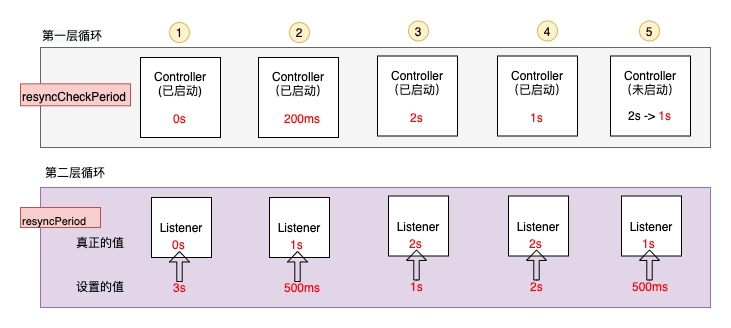 第一层循环
1 2 3 4 5
resyncCheckPeriod
Controller Controller Controller Controller Controller
(已启动) （已启动） （已启动） （已启动） （未启动）
0s 200ms 2s 1s 2s -> 1s
第二层循环
resyncPeriod
Listener Listener Listener Listener Listener
真正的值 0s 1s 2s 2s 1s
设置的值 3s 500ms 1s 2s 500ms